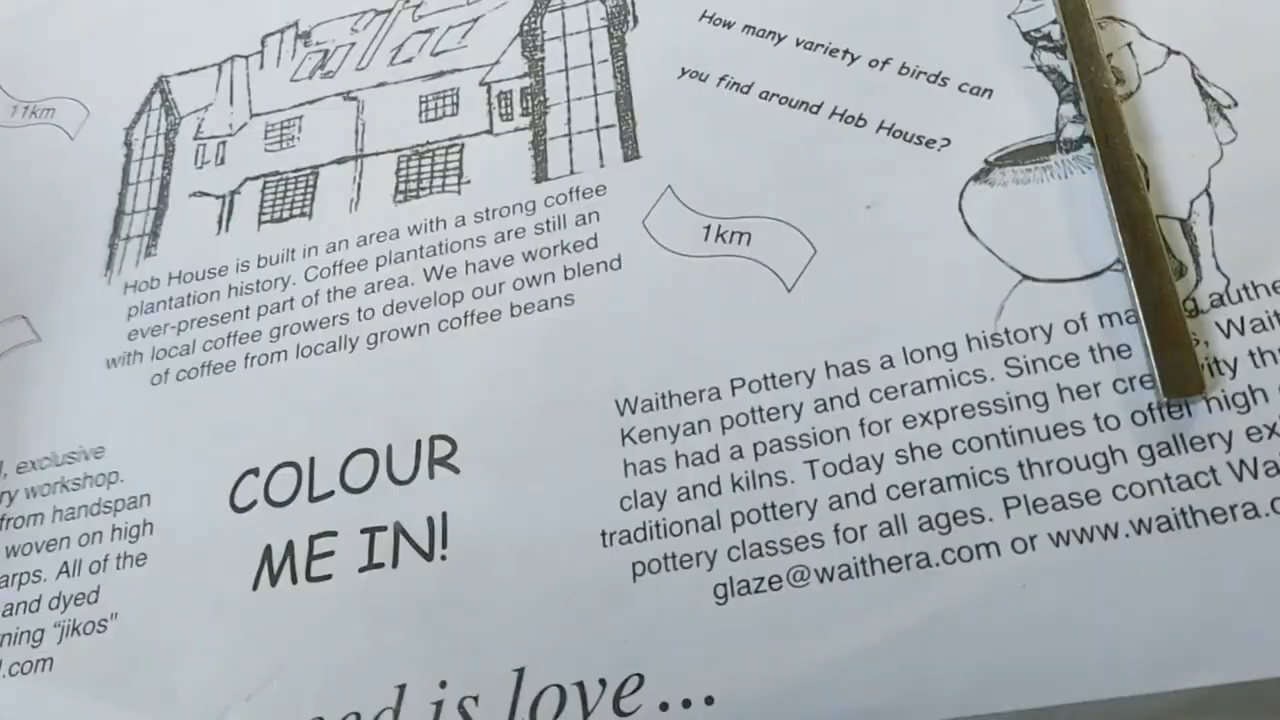 11km
How many variety of birds can
you find around Hob House?
Hob House is built in an area with a strong coffee
plantation history. Coffee plantations are still an
ever-present part of the area. We have worked
with local coffee growers to develop our own blend
of coffee from locally grown coffee beans
1km
Waithera Pottery has a long history of ma g authe
Kenyan pottery and ceramics. Since the s, Wait
has had a passion for expressing her cre ity thr
clay and kilns. Today she continues to offer high
traditional pottery and ceramics through gallery ex
pottery classes for all ages. Please contact Wa
glaze@waithera.com or www.waithera.c
, exclusive
ry workshop.
from handspan
woven on high
arps. All of the
and dyed
ning "jikos"
.com
COLOUR
ME IN!
ed is love...